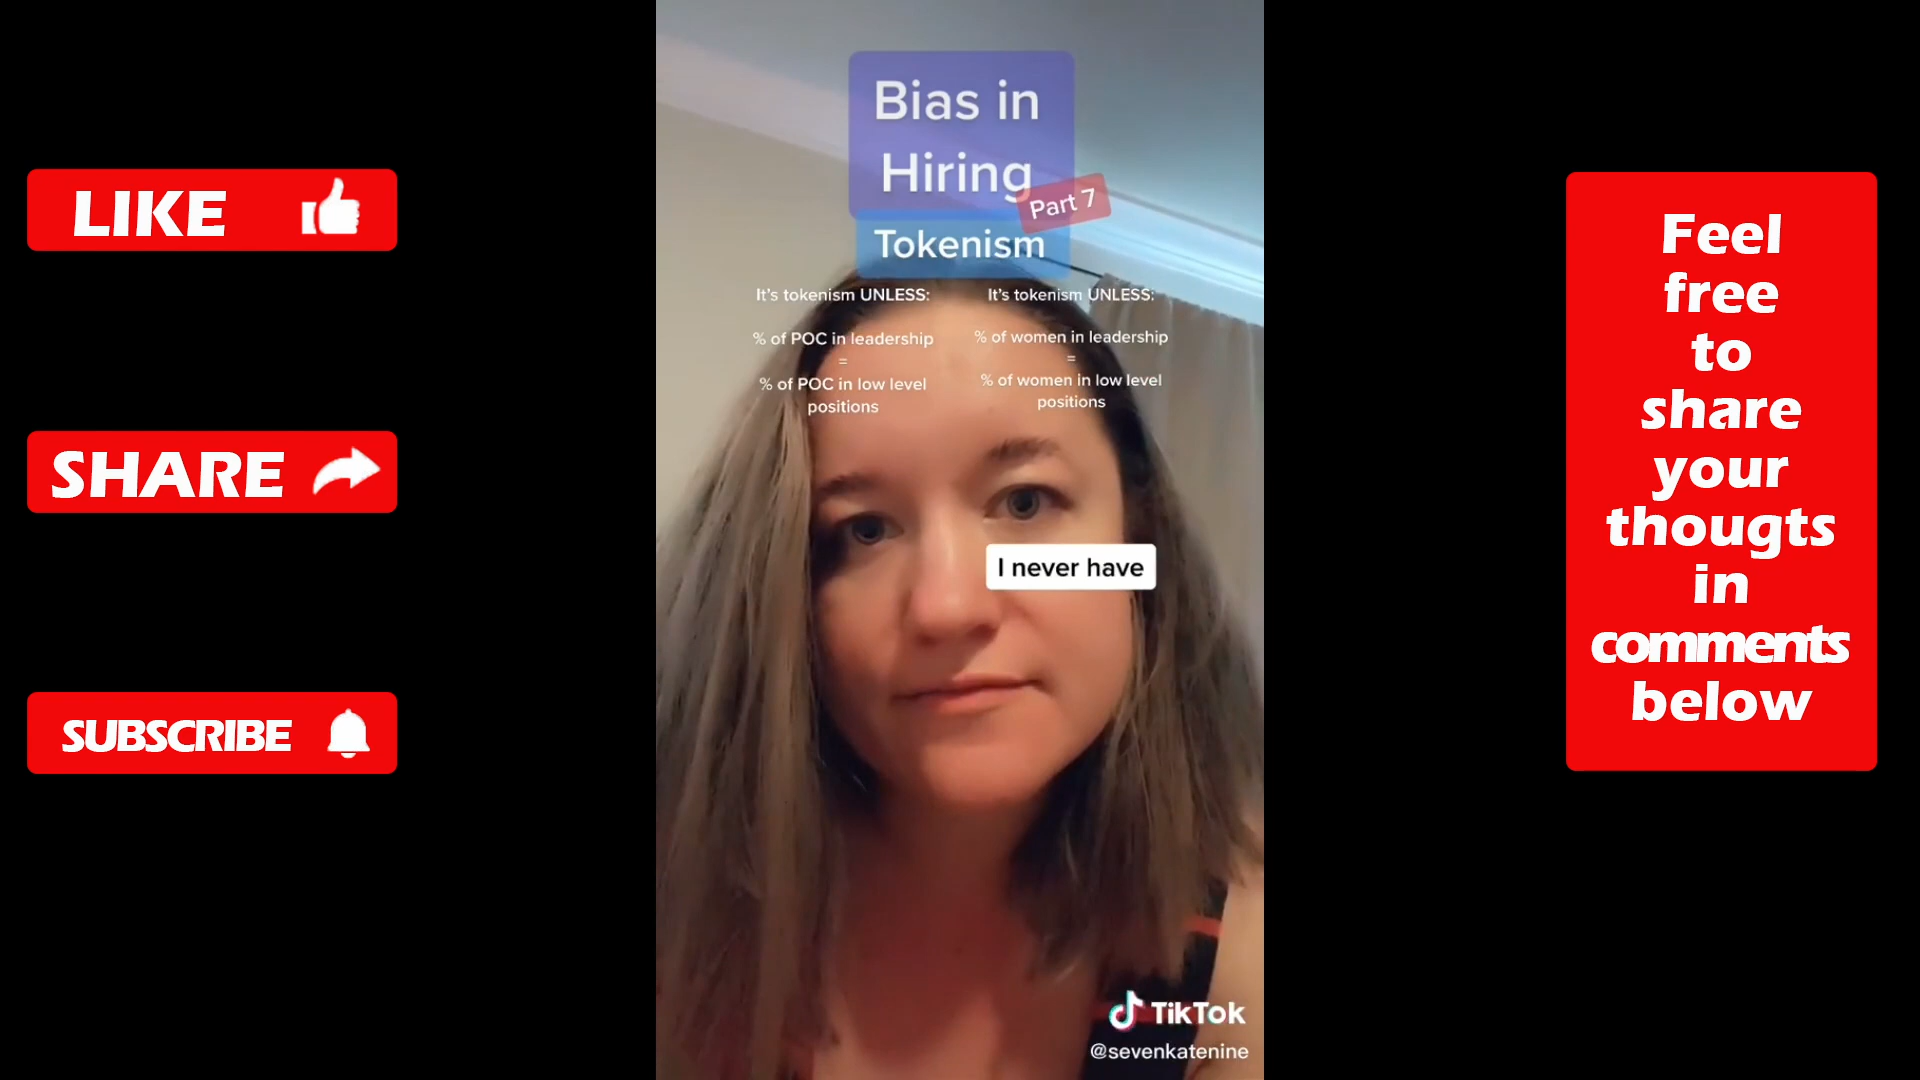 LIKE
SHARE
SUBSCRIBE
Bias in
Hiring
Part 7
Tokenism
It's tokenism UNLESS:
% of POC in leadership
=
% of POC in low level
positions
It's tokenism UNLESS:
% of women in leadership
=
% of women in low level
positions
I never have
TikTok
@sevenkatenine
Feel
free
to
share
your
thougts
in
comments
below